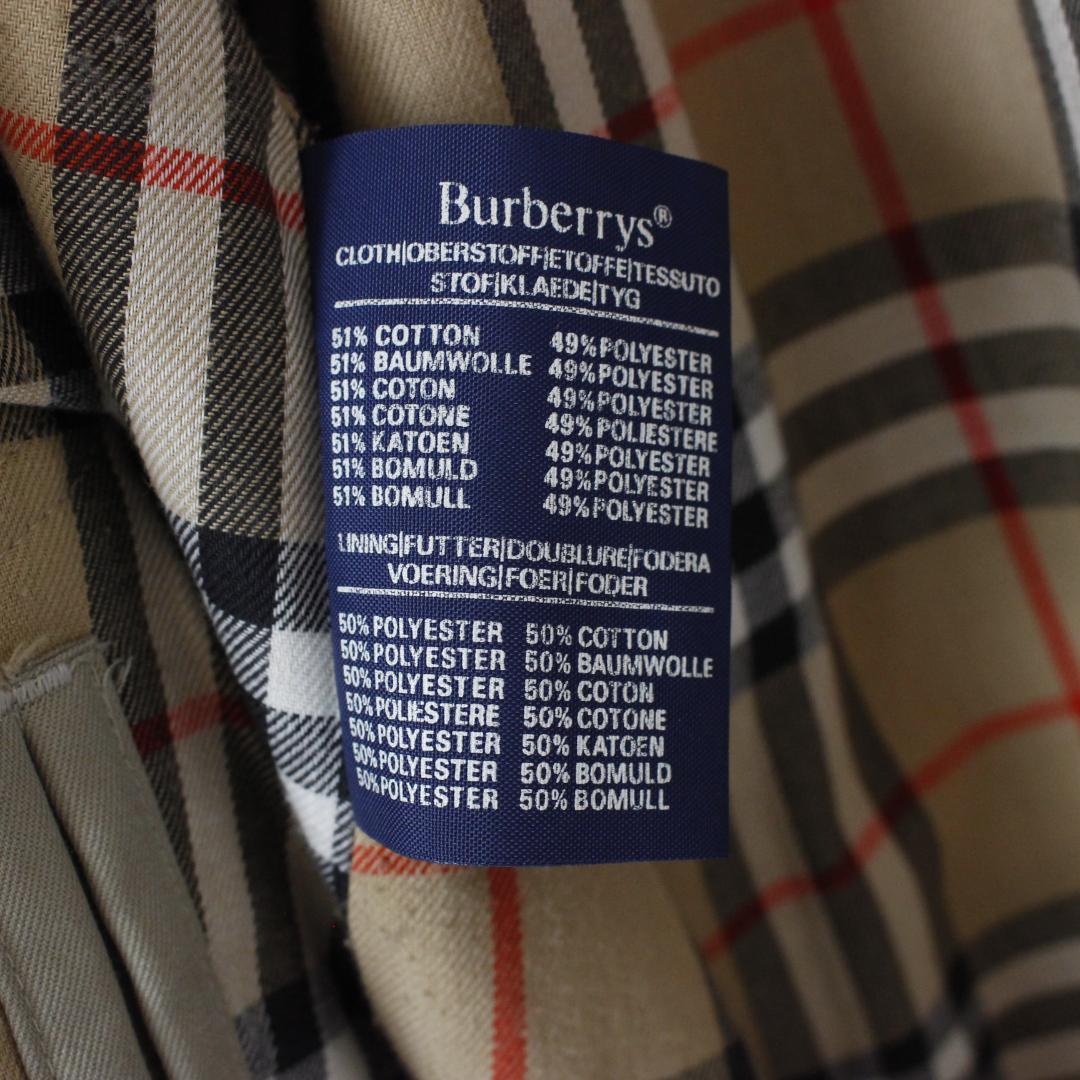 Burberrys®
CLOTH|OBERSTOFF|ETOFFE|TESSUTO
STOF|KLAEDE|TYG
51% COTTON 49% POLYESTER
51% BAUMWOLLE 49% POLYESTER
51% COTON 49% POLYESTER
51% COTONE 49% POLIESTERE
51% KATOEN 49% POLYESTER
51% BOMULD 49% POLYESTER
51% BOMULL 49% POLYESTER
LINING|FUTTER|DOUBLURE|FODERA
VOERING|FOER|FODER
50% POLYESTER 50% COTTON
50% POLYESTER 50% BAUMWOLLE
50% POLYESTER 50% COTON
50% POLIESTERE 50% COTONE
50% POLYESTER 50% KATOEN
50% POLYESTER 50% BOMULD
50% POLYESTER 50% BOMULL